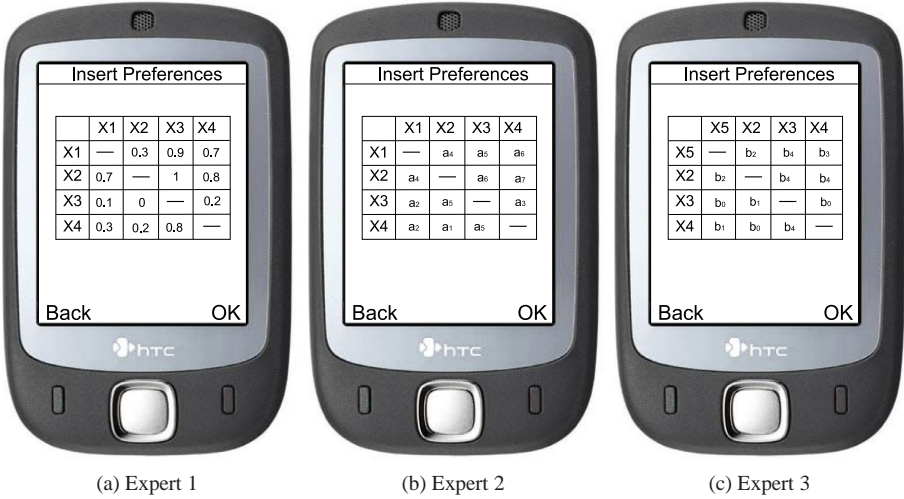 Insert Preferences
X1 X2 X3 X4
X1 — 0.3 0.9 0.7
X2 0.7 — 1 0.8
X3 0.1 0 — 0.2
X4 0.3 0.2 0.8 —
Back OK
hTC
(a) Expert 1
Insert Preferences
X1 X2 X3 X4
X1 — a4 a5 a6
X2 a4 — a6 a7
X3 a2 a5 — a3
X4 a2 a1 a5 —
Back OK
hTC
(b) Expert 2
Insert Preferences
X5 X2 X3 X4
X5 — b2 b4 b3
X2 b2 — b4 b4
X3 b0 b1 — b0
X4 b1 b0 b4 —
Back OK
hTC
(c) Expert 3